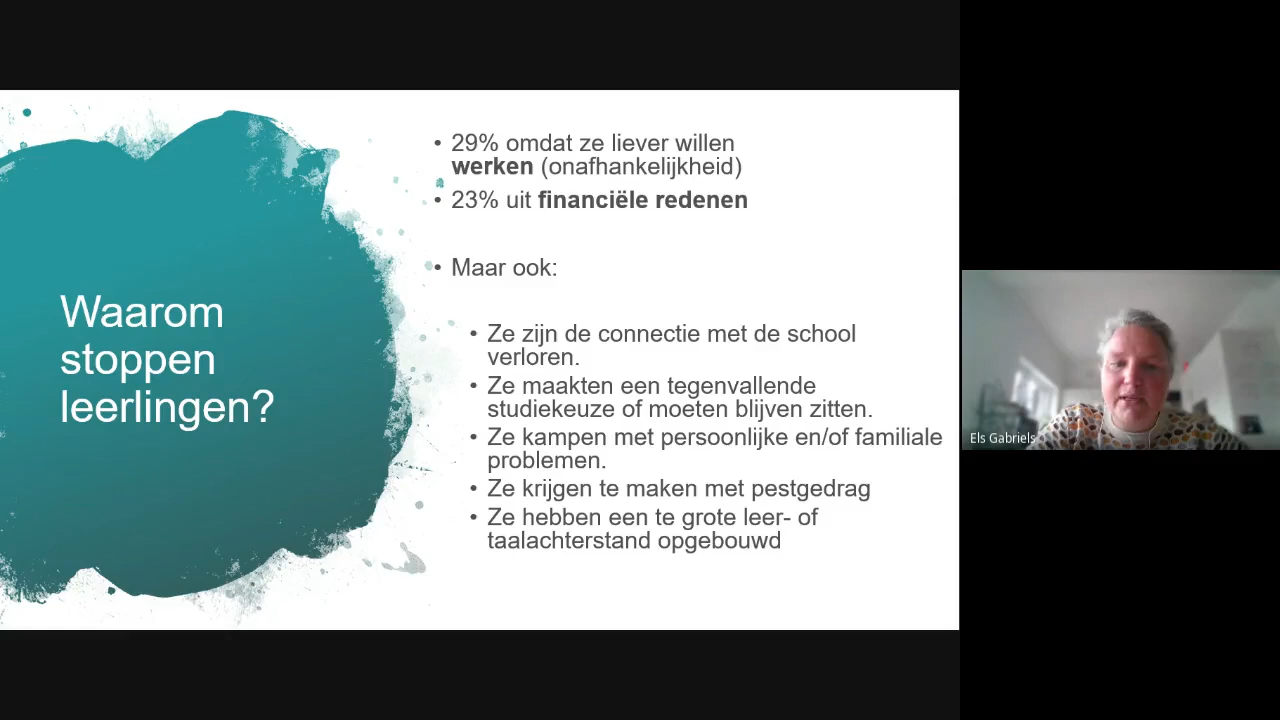 Waarom
stoppen
leerlingen?
• 29% omdat ze liever willen
werken (onafhankelijkheid)
• 23% uit financiële redenen
• Maar ook:
• Ze zijn de connectie met de school
verloren.
• Ze maakten een tegenvallende
studiekeuze of moeten blijven zitten.
• Ze kampen met persoonlijke en/of familiale
problemen.
• Ze krijgen te maken met pestgedrag
• Ze hebben een te grote leer- of
taalachterstand opgebouwd
Els Gabriels